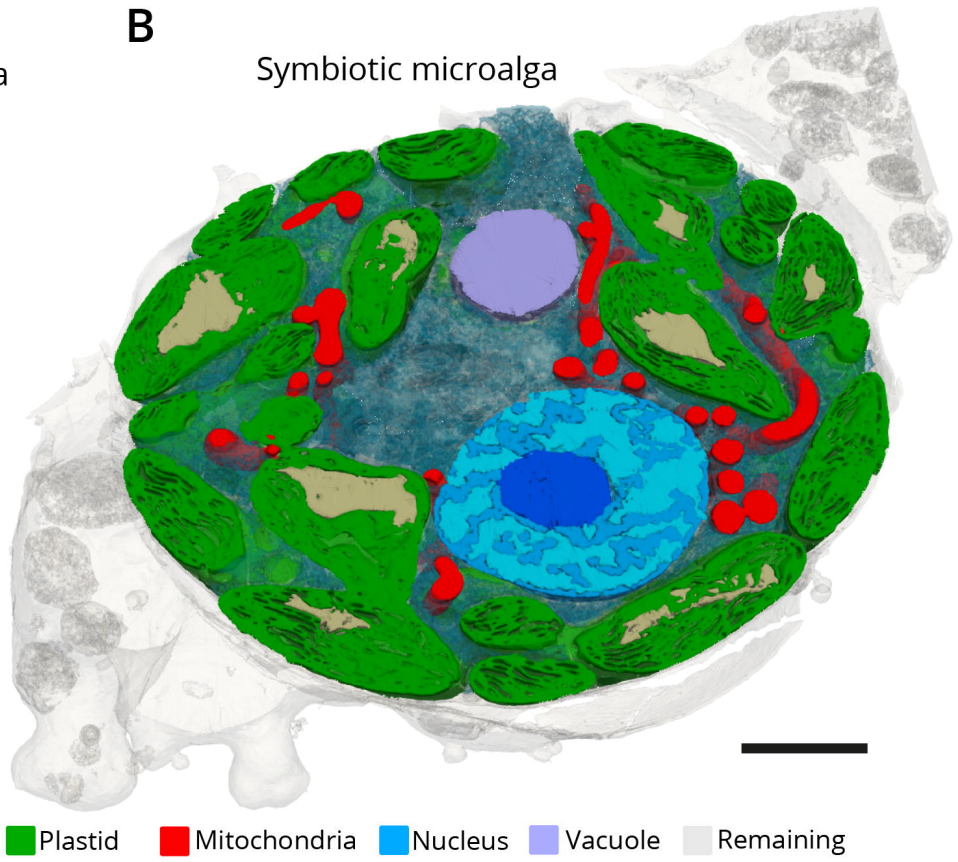 B
a
Symbiotic microalga
Plastid Mitochondria Nucleus Vacuole Remaining